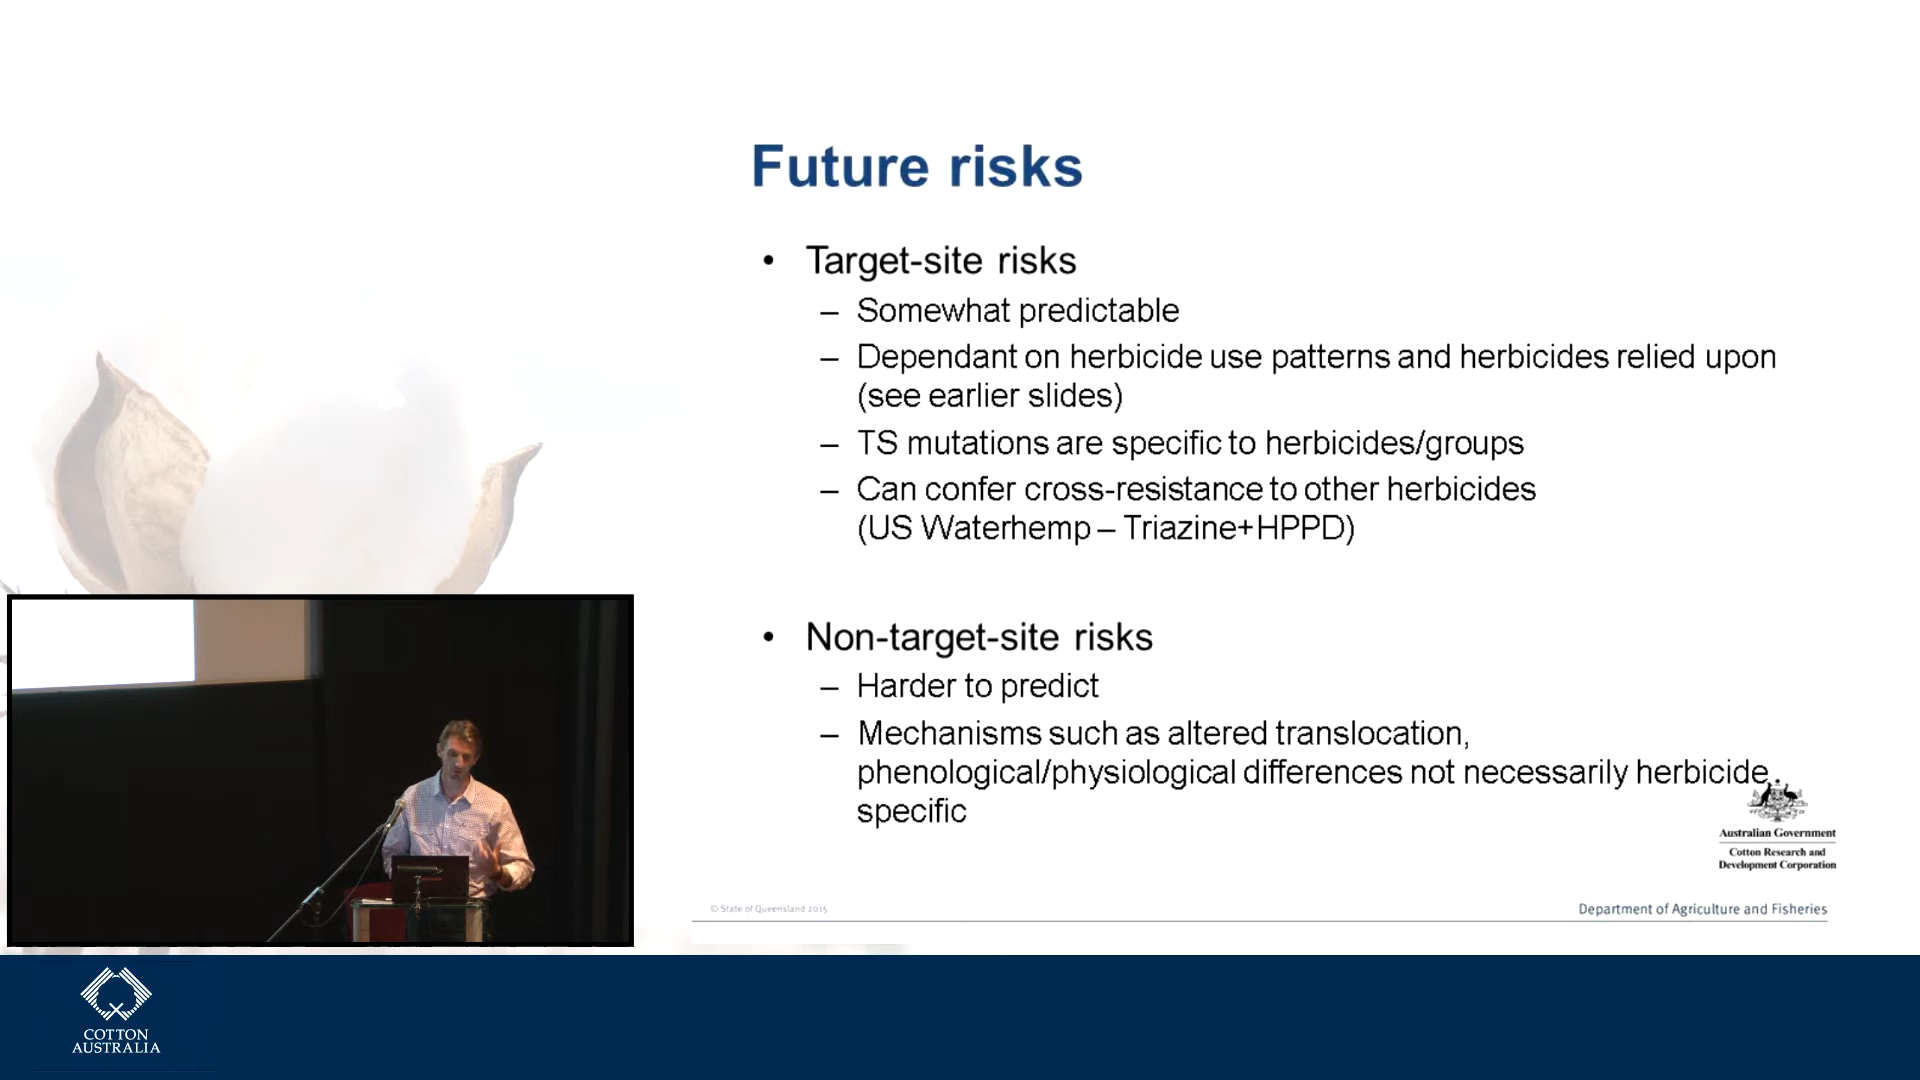 Future risks
• Target-site risks
– Somewhat predictable
– Dependant on herbicide use patterns and herbicides relied upon
(see earlier slides)
– TS mutations are specific to herbicides/groups
– Can confer cross-resistance to other herbicides
(US Waterhemp – Triazine+HPPD)
• Non-target-site risks
– Harder to predict
– Mechanisms such as altered translocation,
phenological/physiological differences not necessarily herbicide
specific
Australian Government
Cotton Research and
Development Corporation
© State of Queensland 2015
Department of Agriculture and Fisheries
COTTON
AUSTRALIA